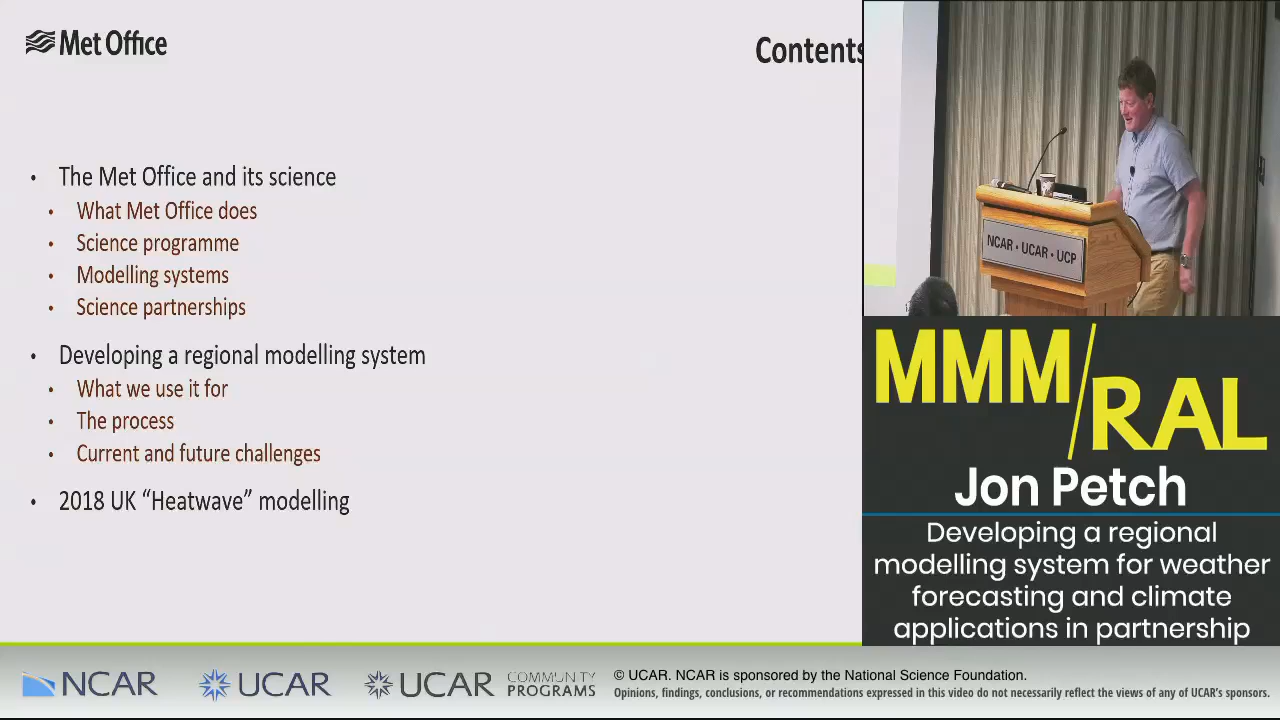 Met Office
Contents
• The Met Office and its science
• What Met Office does
• Science programme
• Modelling systems
• Science partnerships
• Developing a regional modelling system
• What we use it for
• The process
• Current and future challenges
• 2018 UK “Heatwave” modelling
NCAR • UCAR • UCP
MMM/RAL
Jon Petch
Developing a regional
modelling system for weather
forecasting and climate
applications in partnership
NCAR
UCAR
UCAR COMMUNITY PROGRAMS
© UCAR. NCAR is sponsored by the National Science Foundation.
Opinions, findings, conclusions, or recommendations expressed in this video do not necessarily reflect the views of any of UCAR's sponsors.